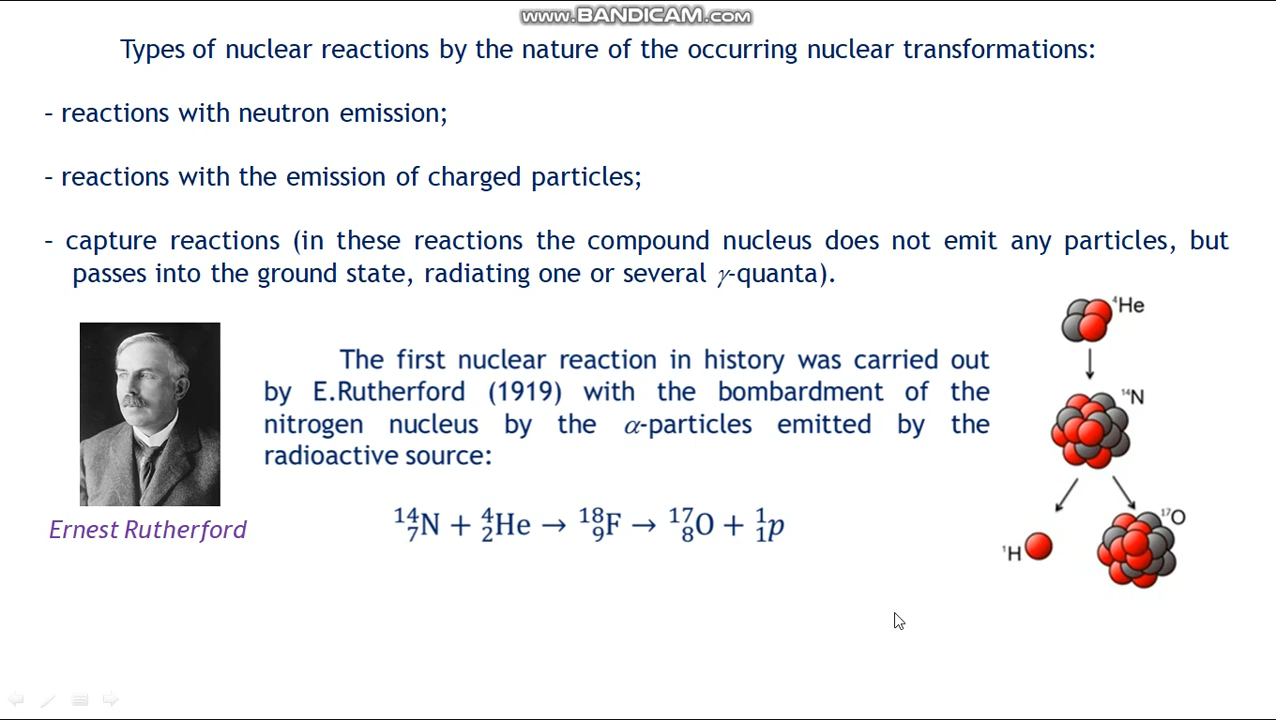 www.BANDICAM.com
Types of nuclear reactions by the nature of the occurring nuclear transformations:
– reactions with neutron emission;
– reactions with the emission of charged particles;
– capture reactions (in these reactions the compound nucleus does not emit any particles, but
passes into the ground state, radiating one or several γ-quanta).
The first nuclear reaction in history was carried out
by E.Rutherford (1919) with the bombardment of the
nitrogen nucleus by the α-particles emitted by the
radioactive source:
¹⁴₇N + ⁴₂He → ¹⁸₉F → ¹⁷₈O + ¹₁p
Ernest Rutherford
⁴He
¹⁴N
¹H
¹⁷O